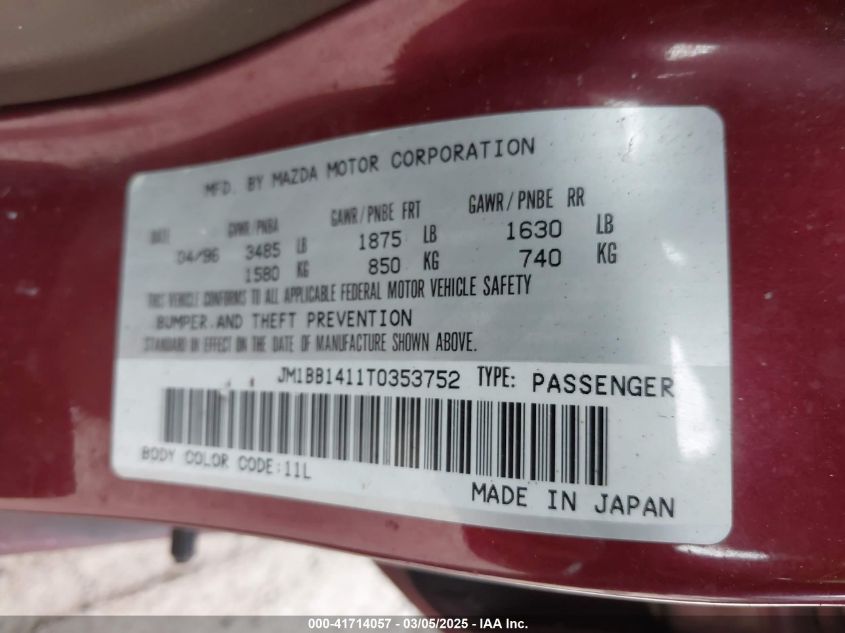 MFD. BY MAZDA MOTOR CORPORATION
DATE GVWR/PNBA GAWR/PNBE FRT GAWR/PNBE RR
04/96 3485 LB 1875 LB 1630 LB
1580 KG 850 KG 740 KG
THIS VEHICLE CONFORMS TO ALL APPLICABLE FEDERAL MOTOR VEHICLE SAFETY
BUMPER.AND THEFT PREVENTION
STANDARD IN EFFECT ON THE DATE OF MANUFACTURE SHOWN ABOVE.
JM1BB1411T0353752 TYPE: PASSENGER
BODY COLOR CODE:11L
MADE IN JAPAN
000-41714057 - 03/05/2025 - IAA Inc.